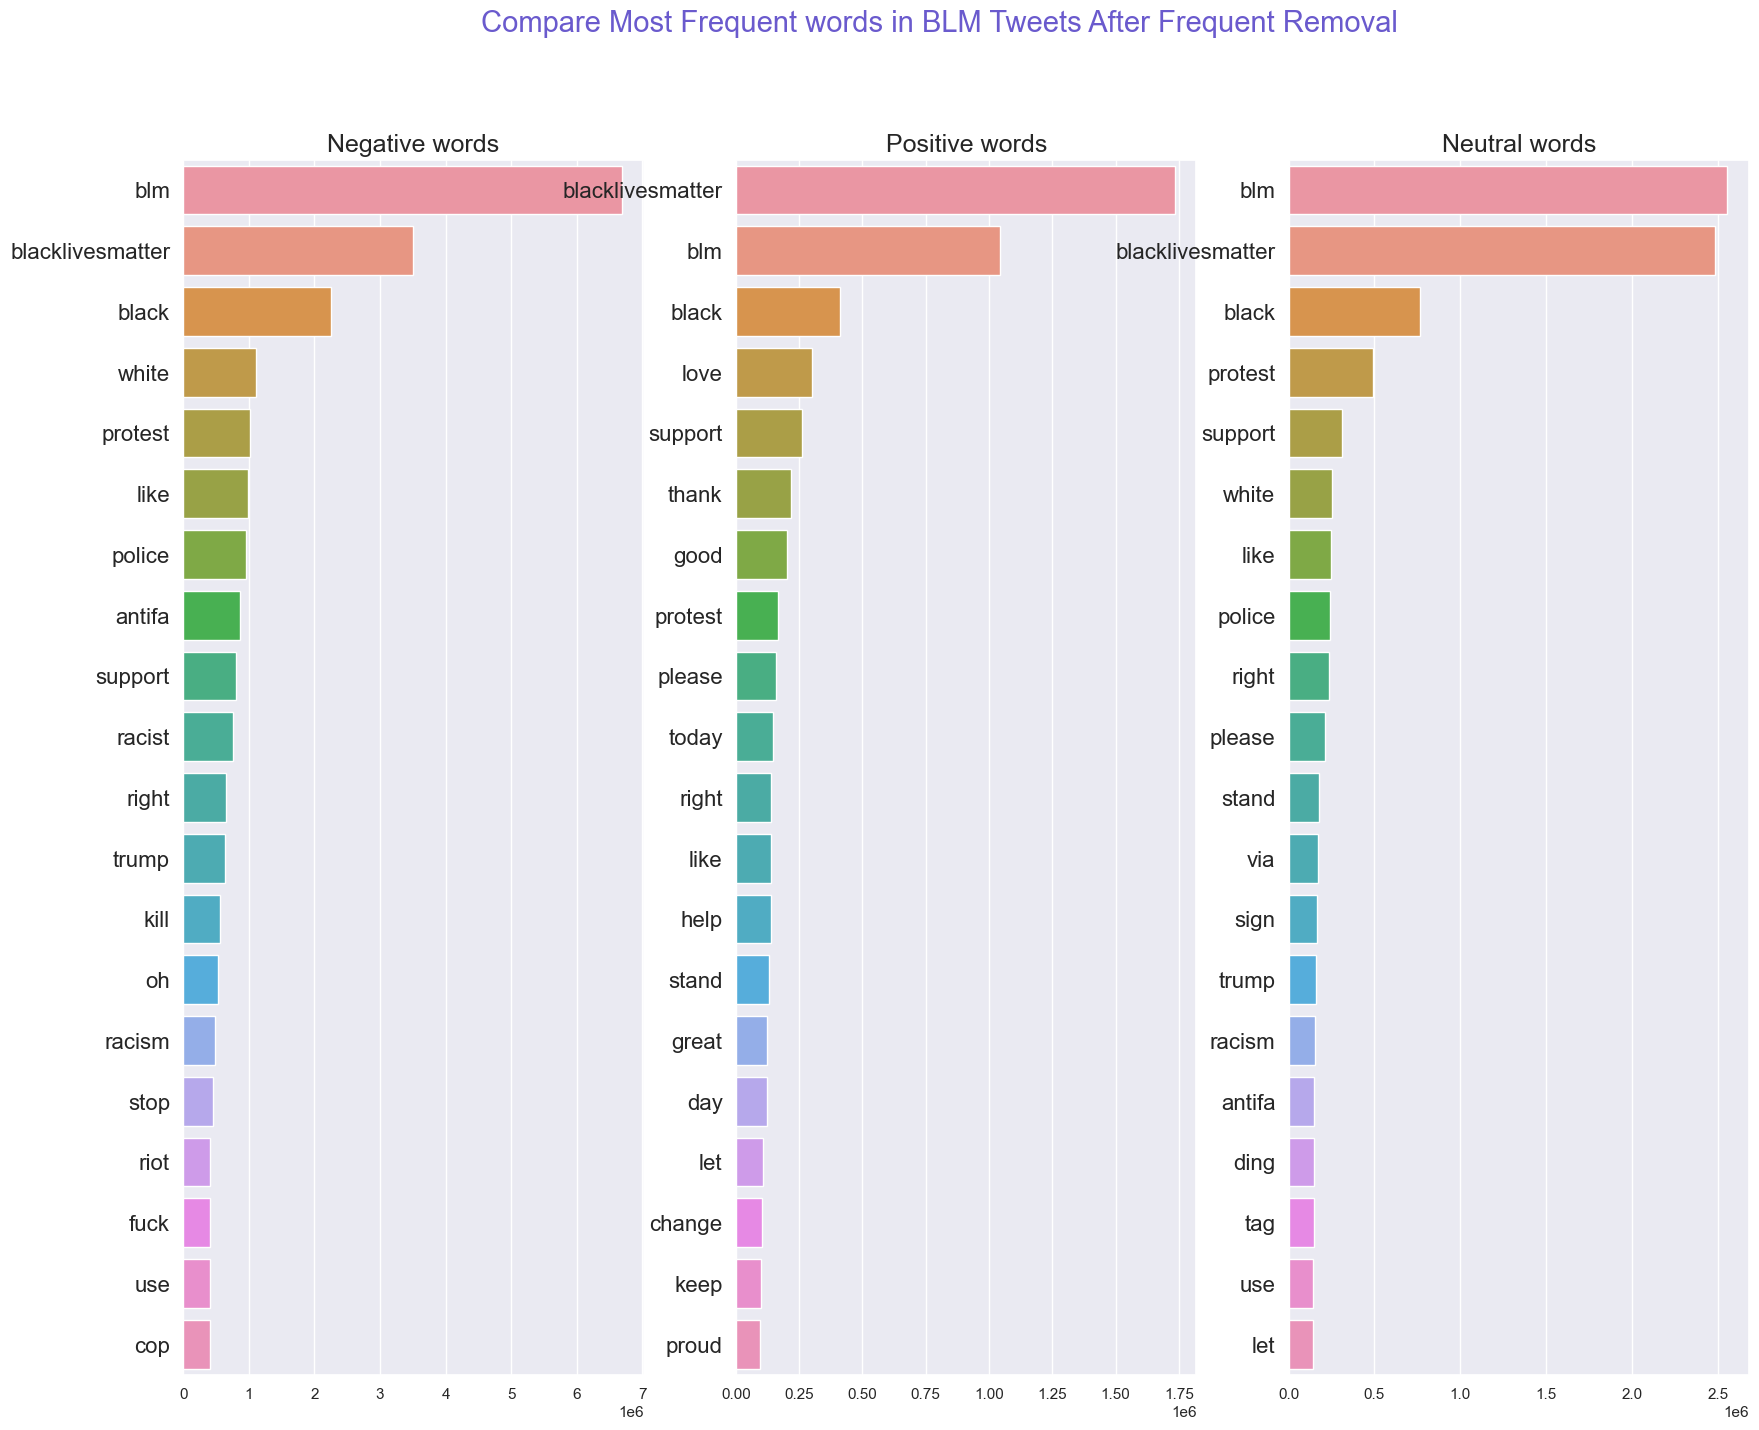 Compare Most Frequent words in BLM Tweets After Frequent Removal
Negative words
blm
blacklivesmatter
black
white
protest
like
police
antifa
support
racist
right
trump
kill
oh
racism
stop
riot
fuck
use
cop
0 1 2 3 4 5 6 7
1e6
Positive words
blacklivesmatter
blm
black
love
support
thank
good
protest
please
today
right
like
help
stand
great
day
let
change
keep
proud
0.00 0.25 0.50 0.75 1.00 1.25 1.50 1.75
1e6
Neutral words
blm
blacklivesmatter
black
protest
support
white
like
police
right
please
stand
via
sign
trump
racism
antifa
ding
tag
use
let
0.0 0.5 1.0 1.5 2.0 2.5
1e6